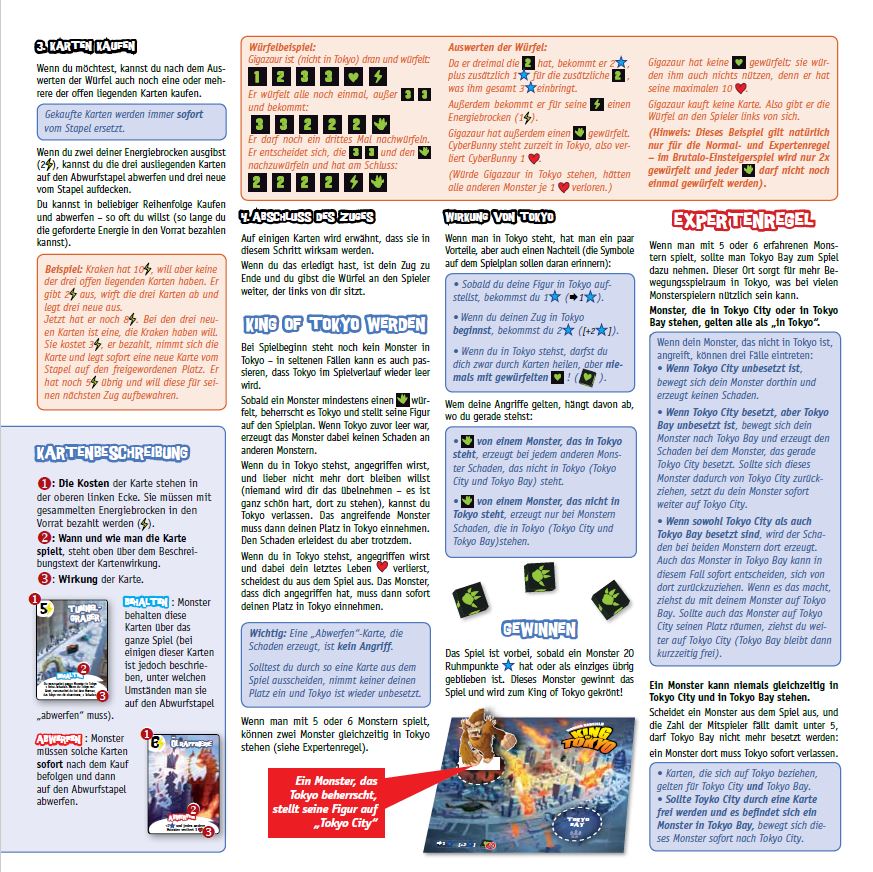 3. KARTEN KAUFEN
Wenn du möchtest, kannst du nach dem Aus-
werten der Würfel auch noch eine oder meh-
rere der offen liegenden Karten kaufen.
Gekaufte Karten werden immer sofort
vom Stapel ersetzt.
Wenn du zwei deiner Energiebrocken ausgibst
(2), kannst du die drei ausliegenden Karten
auf den Abwurfstapel abwerfen und drei neue
vom Stapel aufdecken.
Du kannst in beliebiger Reihenfolge Kaufen
und abwerfen – so oft du willst (so lange du
die geforderte Energie in den Vorrat bezahlen
kannst).
Beispiel: Kraken hat 10, will aber keine
der drei offen liegenden Karten haben. Er
gibt 2 aus, wirft die drei Karten ab und
legt drei neue aus.
Jetzt hat er noch 8. Bei den drei neu-
en Karten ist eine, die Kraken haben will.
Sie kostet 3, er bezahlt, nimmt sich die
Karte und legt sofort eine neue Karte vom
Stapel auf den freigewordenen Platz. Er
hat noch 5 übrig und will diese für sei-
nen nächsten Zug aufbewahren.
KARTENBESCHREIBUNG
1: Die Kosten der Karte stehen in
der oberen linken Ecke. Sie müssen mit
gesammelten Energiebrocken in den
Vorrat bezahlt werden ().
2: Wann und wie man die Karte
spielt, steht oben über dem Beschrei-
bungstext der Kartenwirkung.
3: Wirkung der Karte.
1
5
2
3
BEHALTEN
BEHALTEN : Monster
behalten diese
Karten über das
ganze Spiel (bei
einigen dieser Karten
ist jedoch beschrie-
ben, unter welchen
Umständen man sie
auf den Abwurfstapel
„abwerfen“ muss).
ABWERFEN : Monster
müssen solche Karten
sofort nach dem Kauf
befolgen und dann
auf den Abwurfstapel
abwerfen.
1
ÖLRAFFINERIE
2
3
Würfelbeispiel:
Gigazaur ist (nicht in Tokyo) dran und würfelt:
1 2 3 3
Er würfelt alle noch einmal, außer 3 3
und bekommt:
3 3 2 2 2
Er darf noch ein drittes Mal nachwürfeln.
Er entscheidet sich, die 3 3 und den
nachzuwürfeln und hat am Schluss:
2 2 2 2
Auswerten der Würfel:
Da er dreimal die 2 hat, bekommt er 2,
plus zusätzlich 1 für die zusätzliche 2,
was ihm gesamt 3 einbringt.
Außerdem bekommt er für seine einen
Energiebrocken (1).
Gigazaur hat außerdem einen gewürfelt.
CyberBunny steht zurzeit in Tokyo, also ver-
liert CyberBunny 1.
(Würde Gigazaur in Tokyo stehen, hätten
alle anderen Monster je 1 verloren.)
Gigazaur hat keine gewürfelt; sie wür-
den ihm auch nichts nützen, denn er hat
seine maximalen 10.
Gigazaur kauft keine Karte. Also gibt er die
Würfel an den Spieler links von sich.
(Hinweis: Dieses Beispiel gilt natürlich
nur für die Normal- und Expertenregel
– im Brutalo-Einsteigerspiel wird nur 2x
gewürfelt und jeder darf nicht noch
einmal gewürfelt werden).
4. ABSCHLUSS DES ZUGES
Auf einigen Karten wird erwähnt, dass sie in
diesem Schritt wirksam werden.
Wenn du das erledigt hast, ist dein Zug zu
Ende und du gibst die Würfel an den Spieler
weiter, der links von dir sitzt.
KING OF TOKYO WERDEN
Bei Spielbeginn steht noch kein Monster in
Tokyo – in seltenen Fällen kann es auch pas-
sieren, dass Tokyo im Spielverlauf wieder leer
wird.
Sobald ein Monster mindestens einen wür-
felt, beherrscht es Tokyo und stellt seine Figur
auf den Spielplan. Wenn Tokyo zuvor leer war,
erzeugt das Monster dabei keinen Schaden an
anderen Monstern.
Wenn du in Tokyo stehst, angegriffen wirst,
und lieber nicht mehr dort bleiben willst
(niemand wird dir das übelnehmen – es ist
ganz schön hart, dort zu stehen), kannst du
Tokyo verlassen. Das angreifende Monster
muss dann deinen Platz in Tokyo einnehmen.
Den Schaden erleidest du aber trotzdem.
Wenn du in Tokyo stehst, angegriffen wirst
und dabei dein letztes Leben verlierst,
scheidest du aus dem Spiel aus. Das Monster,
dass dich angegriffen hat, muss dann sofort
deinen Platz in Tokyo einnehmen.
Wichtig: Eine „Abwerfen“-Karte, die
Schaden erzeugt, ist kein Angriff.
Solltest du durch so eine Karte aus dem
Spiel ausscheiden, nimmt keiner deinen
Platz ein und Tokyo ist wieder unbesetzt.
Wenn man mit 5 oder 6 Monstern spielt,
können zwei Monster gleichzeitig in Tokyo
stehen (siehe Expertenregel).
Ein Monster, das
Tokyo beherrscht,
stellt seine Figur auf
„Tokyo City“
WIRKUNG VON TOKYO
Wenn man in Tokyo steht, hat man ein paar
Vorteile, aber auch einen Nachteil (die Symbole
auf dem Spielplan sollen daran erinnern):
• Sobald du deine Figur in Tokyo auf-
stellst, bekommst du 1 (➡1).
• Wenn du deinen Zug in Tokyo
beginnst, bekommst du 2 ([+2]).
• Wenn du in Tokyo stehst, darfst du
dich zwar durch Karten heilen, aber nie-
mals mit gewürfelten ! ( ).
Wem deine Angriffe gelten, hängt davon ab,
wo du gerade stehst:
• von einem Monster, das in Tokyo
steht, erzeugt bei jedem anderen Mons-
ter Schaden, das nicht in Tokyo (Tokyo
City und Tokyo Bay) steht.
• von einem Monster, das nicht in
Tokyo steht, erzeugt nur bei Monstern
Schaden, die in Tokyo (Tokyo City und
Tokyo Bay)stehen.
GEWINNEN
Das Spiel ist vorbei, sobald ein Monster 20
Ruhmpunkte hat oder als einziges übrig
geblieben ist. Dieses Monster gewinnt das
Spiel und wird zum King of Tokyo gekrönt!
KING OF
TOKYO
TOKYO
BAY
EXPERTENREGEL
Wenn man mit 5 oder 6 erfahrenen Mons-
tern spielt, sollte man Tokyo Bay zum Spiel
dazu nehmen. Dieser Ort sorgt für mehr Be-
wegungsspielraum in Tokyo, was bei vielen
Monsterspielern nützlich sein kann.
Monster, die in Tokyo City oder in Tokyo
Bay stehen, gelten alle als „in Tokyo“.
Wenn dein Monster, das nicht in Tokyo ist,
angreift, können drei Fälle eintreten:
• Wenn Tokyo City unbesetzt ist,
bewegt sich dein Monster dorthin und
erzeugt keinen Schaden.
• Wenn Tokyo City besetzt, aber Tokyo
Bay unbesetzt ist, bewegt sich dein
Monster nach Tokyo Bay und erzeugt den
Schaden bei dem Monster, das gerade
Tokyo City besetzt. Sollte sich dieses
Monster dadurch von Tokyo City zurück-
ziehen, setzt du dein Monster sofort
weiter auf Tokyo City.
• Wenn sowohl Tokyo City als auch
Tokyo Bay besetzt sind, wird der Scha-
den bei beiden Monstern dort erzeugt.
Auch das Monster in Tokyo Bay kann in
diesem Fall sofort entscheiden, sich von
dort zurückzuziehen. Wenn es das macht,
ziehst du mit deinem Monster auf Tokyo
Bay. Sollte auch das Monster auf Tokyo
City seinen Platz räumen, ziehst du wei-
ter auf Tokyo City (Tokyo Bay bleibt dann
kurzzeitig frei).
Ein Monster kann niemals gleichzeitig in
Tokyo City und in Tokyo Bay stehen.
Scheidet ein Monster aus dem Spiel aus, und
die Zahl der Mitspieler fällt damit unter 5,
darf Tokyo Bay nicht mehr besetzt werden:
ein Monster dort muss Tokyo sofort verlassen.
• Karten, die sich auf Tokyo beziehen,
gelten für Tokyo City und Tokyo Bay.
• Sollte Toyko City durch eine Karte
frei werden und es befindet sich ein
Monster in Tokyo Bay, bewegt sich die-
ses Monster sofort nach Tokyo City.